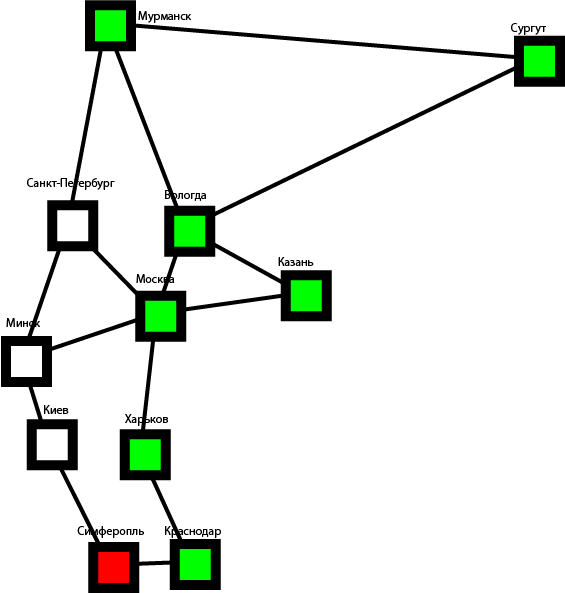 Мурманск
Сургут
Санкт-Петербург
Вологда
Казань
Москва
Минск
Киев
Харьков
Симферопль
Краснодар